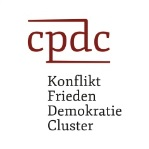 cpdc
Konflikt
Frieden
Demokratie
Cluster